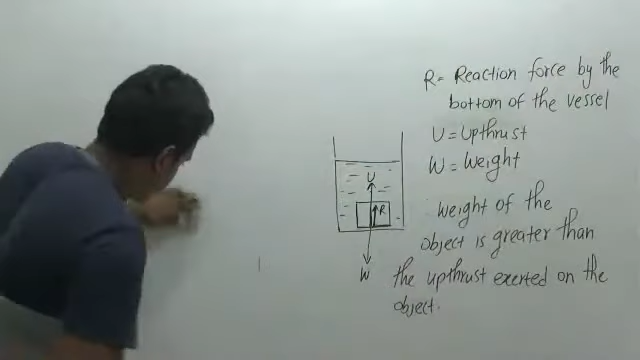 R= Reaction force by the
bottom of the vessel
U = Upthrust
W = Weight
Weight of the
object is greater than
the upthrust exerted on the
object.
U
R
W